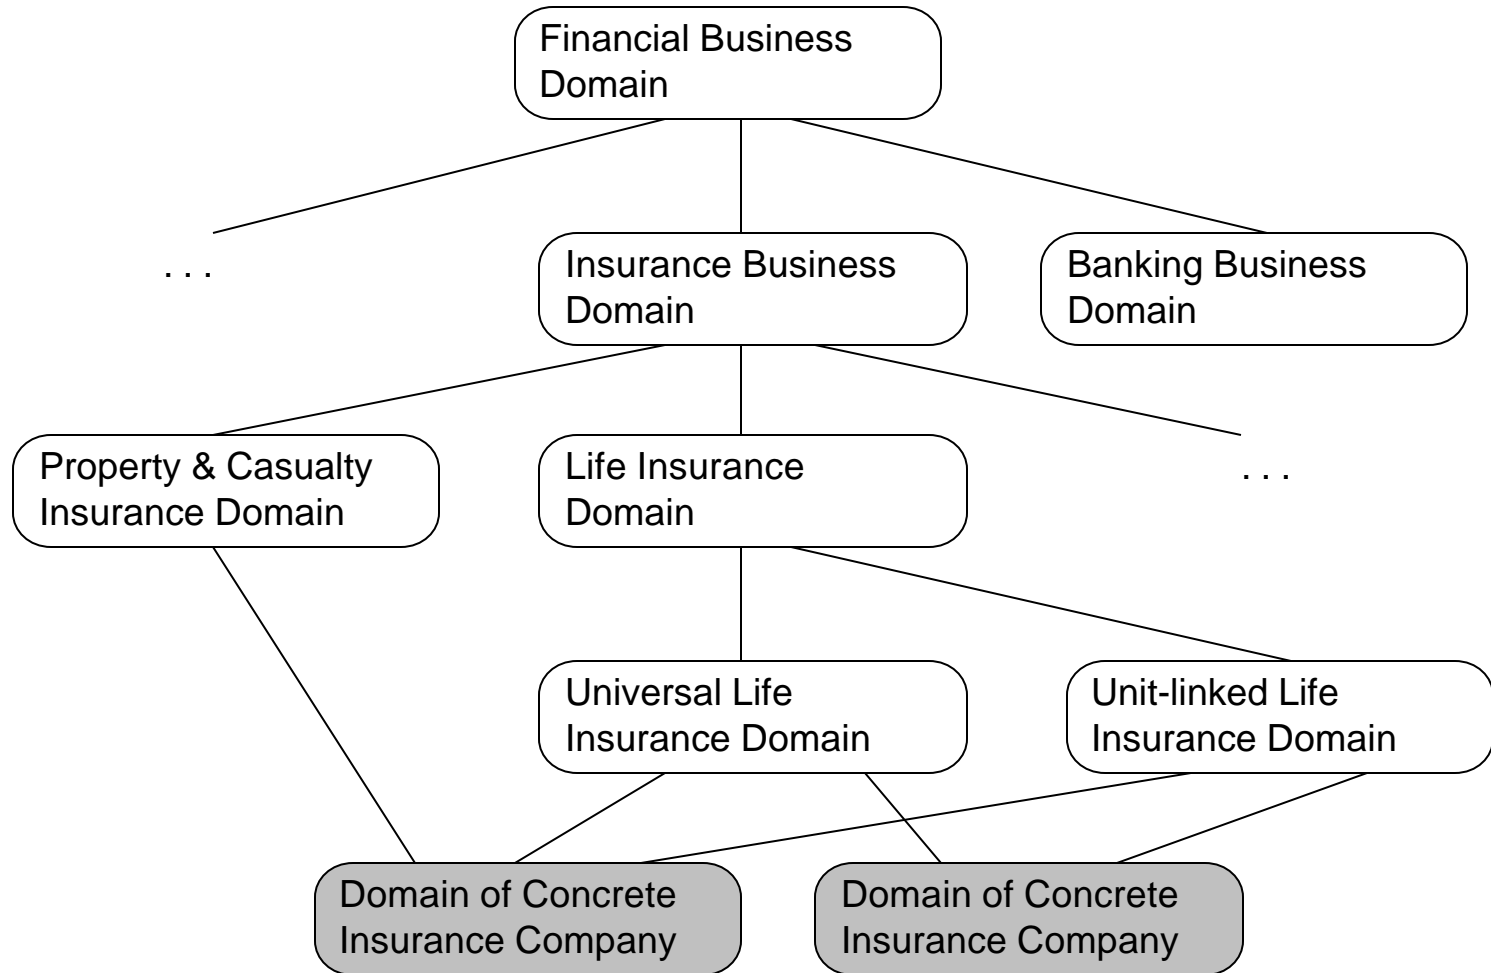 Financial Business
Domain
. . .
Insurance Business
Domain
Banking Business
Domain
Property & Casualty
Insurance Domain
Life Insurance
Domain
. . .
Universal Life
Insurance Domain
Unit-linked Life
Insurance Domain
Domain of Concrete
Insurance Company
Domain of Concrete
Insurance Company